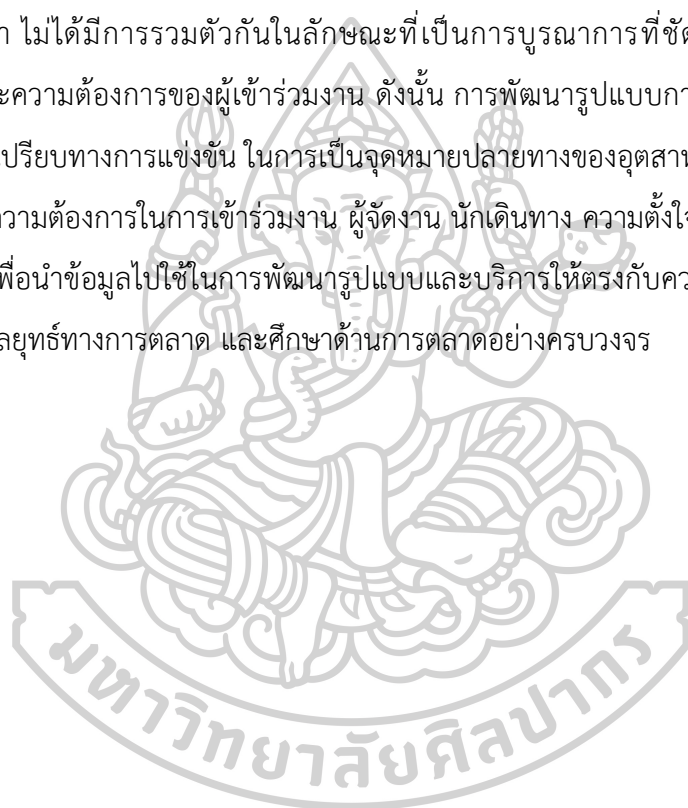 ไม่ได้มีการรวมตัวกันในลักษณะที่เป็นการบูรณาการที่ชัด
ความต้องการของผู้เข้าร่วมงาน ดังนั้น การพัฒนารูปแบบ
เปรียบทางการแข่งขัน ในการเป็นจุดหมายปลายทางของ
ความต้องการในการเข้าร่วมงาน ผู้จัดงาน นักเดินทาง ความตั้งใจ
พื่อนำข้อมูลไปใช้ในการพัฒนารูปแบบและบริการให้ตรงกับ
ลยุทธ์ทางการตลาด และศึกษาด้านการตลาดอย่างครบวงจร
มหาวิทยาลัยศิลปากร